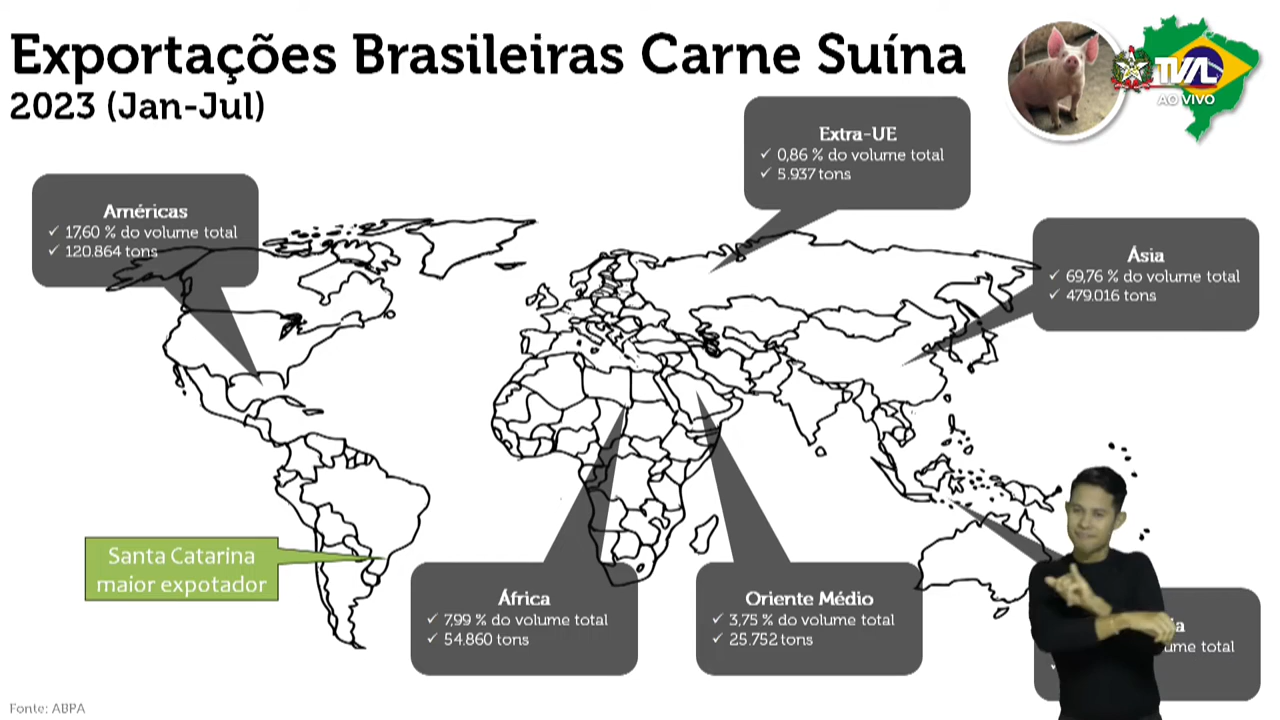 Exportações Brasileiras Carne Suína
2023 (Jan-Jul)
TVAL
AO VIVO
Extra-UE
✓ 0,86 % do volume total
✓ 5.937 tons
Américas
✓ 17,60 % do volume total
✓ 120.864 tons
Ásia
✓ 69,76 % do volume total
✓ 479.016 tons
Santa Catarina
maior expotador
África
✓ 7,99 % do volume total
✓ 54.860 tons
Oriente Médio
✓ 3,75 % do volume total
✓ 25.752 tons
total
Fonte: ABPA